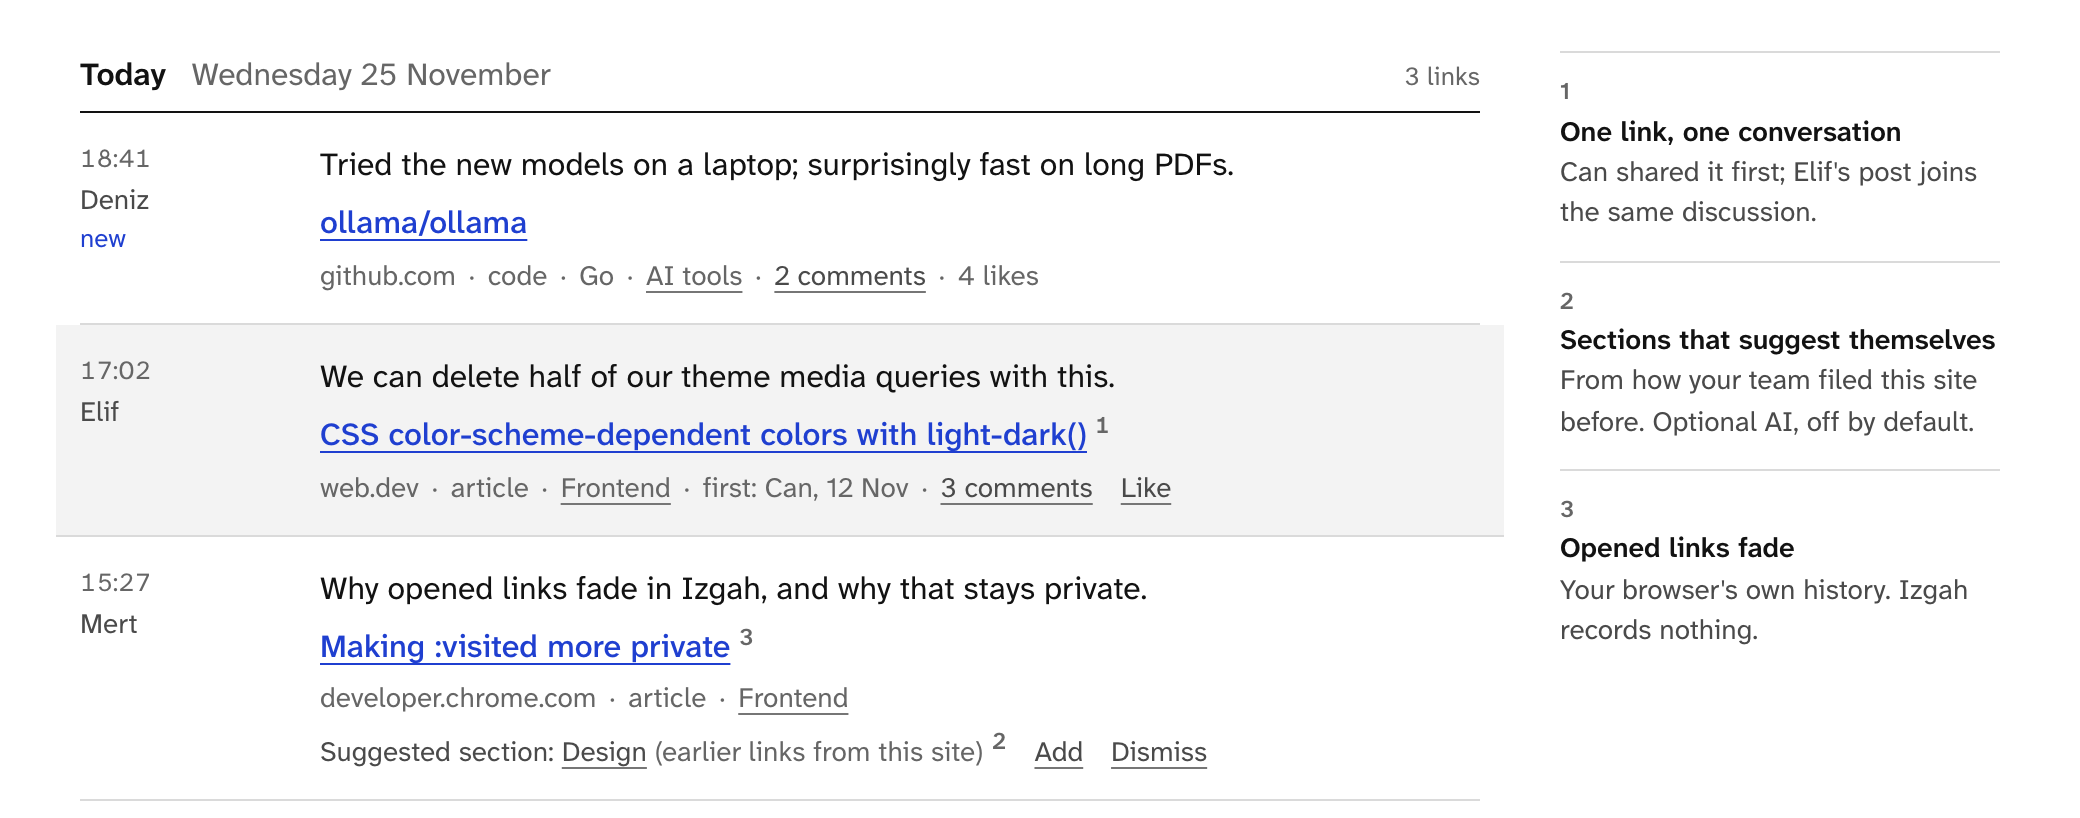 Today Wednesday 25 November 3 links
18:41
Deniz
new
Tried the new models on a laptop; surprisingly fast on long PDFs.
ollama/ollama
github.com · code · Go · AI tools · 2 comments · 4 likes
17:02
Elif
We can delete half of our theme media queries with this.
CSS color-scheme-dependent colors with light-dark() 1
web.dev · article · Frontend · first: Can, 12 Nov · 3 comments Like
15:27
Mert
Why opened links fade in Izgah, and why that stays private.
Making :visited more private 3
developer.chrome.com · article · Frontend
Suggested section: Design (earlier links from this site) 2 Add Dismiss
1
One link, one conversation
Can shared it first; Elif's post joins
the same discussion.
2
Sections that suggest themselves
From how your team filed this site
before. Optional AI, off by default.
3
Opened links fade
Your browser's own history. Izgah
records nothing.